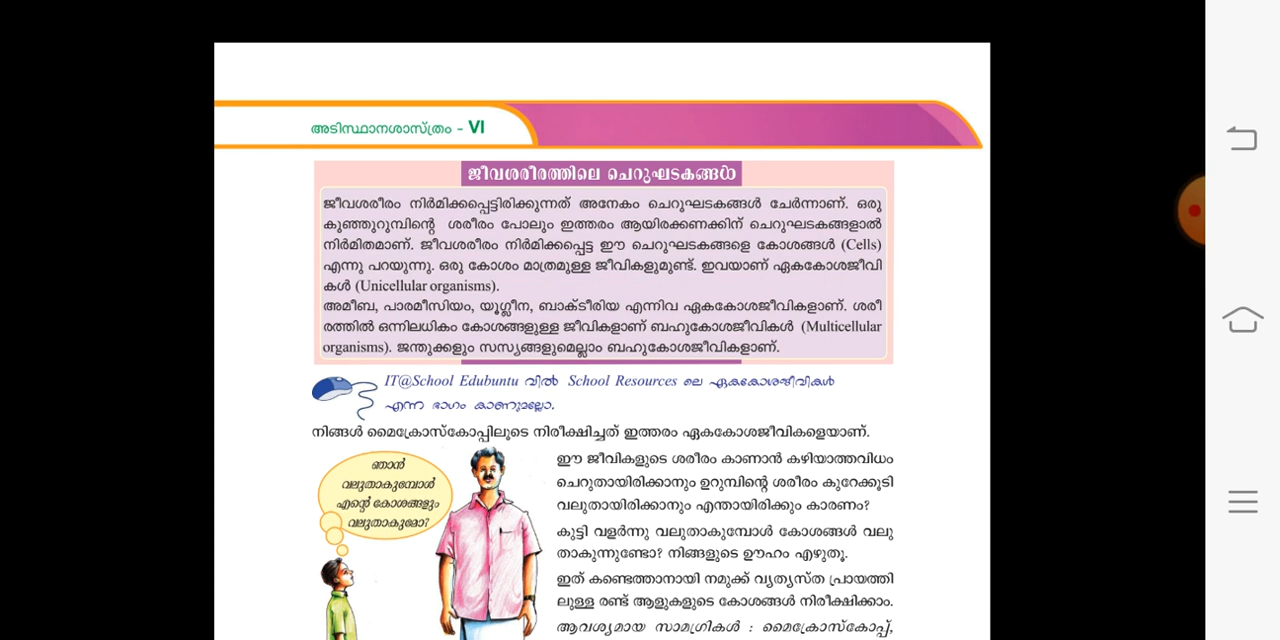 അടിസ്ഥാനശാസ്ത്രം - VI
ജീവശരീരത്തിലെ ചെറുഘടകങ്ങൾ
ജീവശരീരം നിർമിക്കപ്പെട്ടിരിക്കുന്നത് അനേകം ചെറുഘടകങ്ങൾ ചേർന്നാണ്. ഒരു
കുഞ്ഞുറുമ്പിന്റെ ശരീരം പോലും ഇത്തരം ആയിരക്കണക്കിന് ചെറുഘടകങ്ങളാൽ
നിർമിതമാണ്. ജീവശരീരം നിർമിക്കപ്പെട്ട ഈ ചെറുഘടകങ്ങളെ കോശങ്ങൾ (Cells)
എന്നു പറയുന്നു. ഒരു കോശം മാത്രമുള്ള ജീവികളുമുണ്ട്. ഇവയാണ് ഏകകോശജീവി
കൾ (Unicellular organisms).
അമീബ, പാരമീസിയം, യൂഗ്ലീന, ബാക്ടീരിയ എന്നിവ ഏകകോശജീവികളാണ്. ശരീ
രത്തിൽ ഒന്നിലധികം കോശങ്ങളുള്ള ജീവികളാണ് ബഹുകോശജീവികൾ (Multicellular
organisms). ജന്തുക്കളും സസ്യങ്ങളുമെല്ലാം ബഹുകോശജീവികളാണ്.
IT@School Edubuntu വിൽ School Resources ലെ ഏകകോശജീവികൾ
എന്ന ഭാഗം കാണുമല്ലോ.
നിങ്ങൾ മൈക്രോസ്കോപ്പിലൂടെ നിരീക്ഷിച്ചത് ഇത്തരം ഏകകോശജീവികളെയാണ്.
ഞാൻ
വലുതാകുമ്പോൾ
എന്റെ കോശങ്ങളും
വലുതാകുമോ?
ഈ ജീവികളുടെ ശരീരം കാണാൻ കഴിയാത്തവിധം
ചെറുതായിരിക്കാനും ഉറുമ്പിന്റെ ശരീരം കുറേക്കൂടി
വലുതായിരിക്കാനും എന്തായിരിക്കും കാരണം?
കുട്ടി വളർന്നു വലുതാകുമ്പോൾ കോശങ്ങൾ വലു
താകുന്നുണ്ടോ? നിങ്ങളുടെ ഊഹം എഴുതൂ.
ഇത് കണ്ടെത്താനായി നമുക്ക് വ്യത്യസ്ത പ്രായത്തി
ലുള്ള രണ്ട് ആളുകളുടെ കോശങ്ങൾ നിരീക്ഷിക്കാം.
ആവശ്യമായ സാമഗ്രികൾ : മൈക്രോസ്കോപ്പ്,